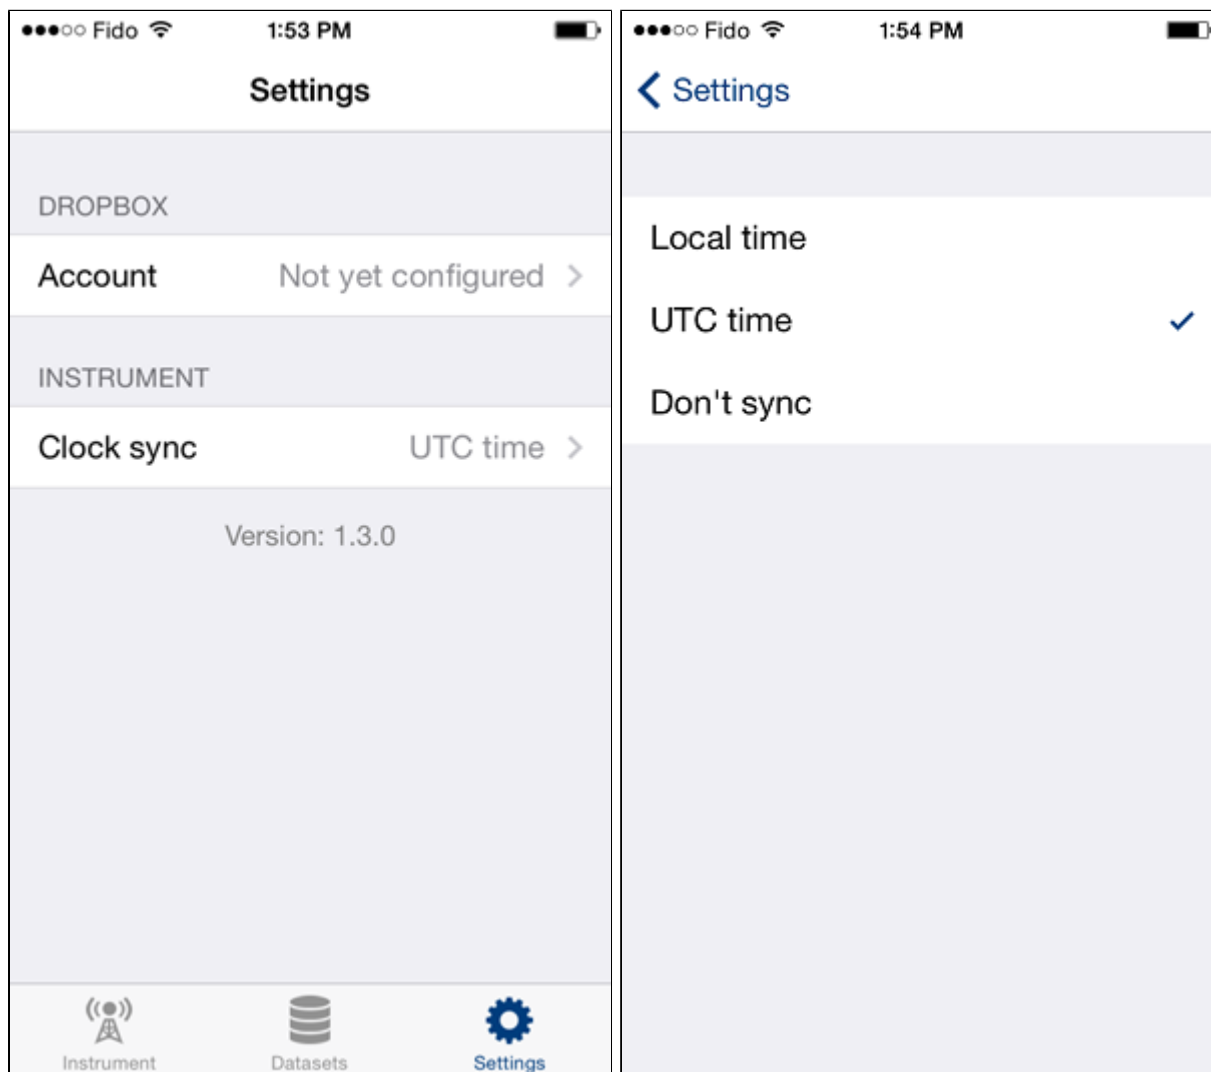 Fido 1:53 PM
Settings
DROPBOX
Account Not yet configured
INSTRUMENT
Clock sync UTC time
Version: 1.3.0
Instrument Datasets Settings
Fido 1:54 PM
Settings
Local time
UTC time
Don't sync